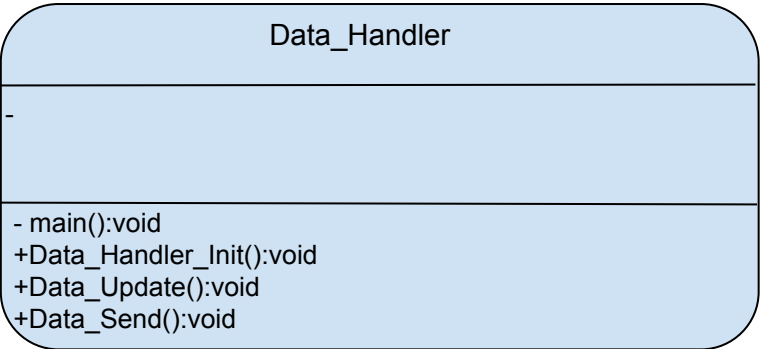 Data_Handler
-
- main():void
+Data_Handler_Init():void
+Data_Update():void
+Data_Send():void